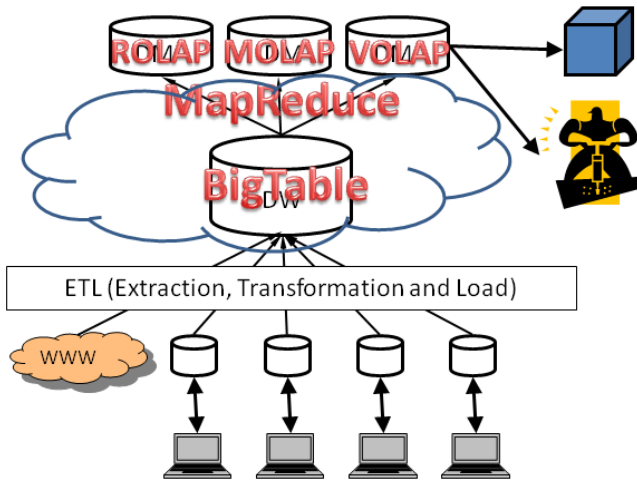 ROLAP MOLAP VOLAP
MapReduce
BigTable
DW
ETL (Extraction, Transformation and Load)
WWW